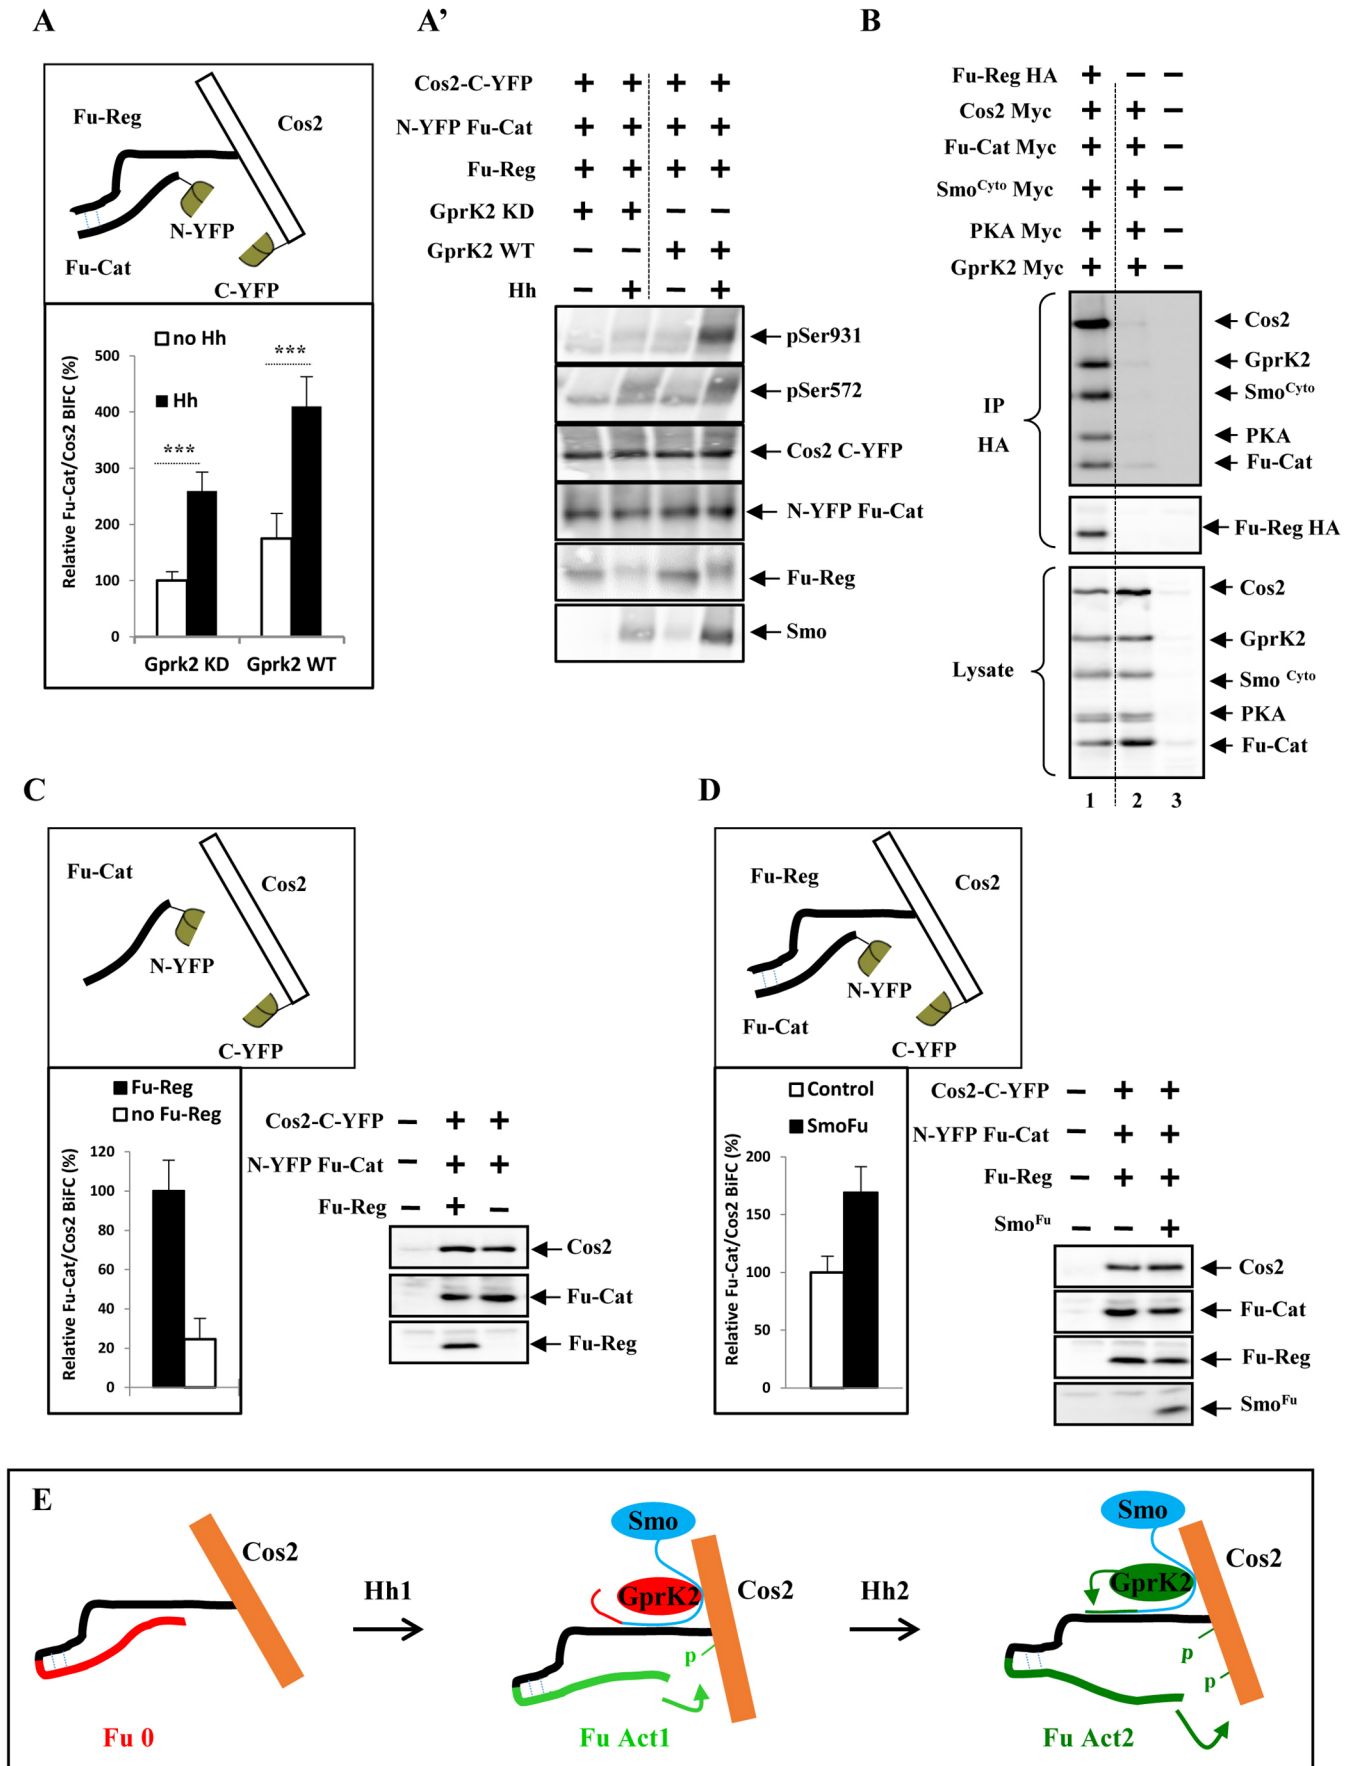 A
Fu-Reg
Cos2
N-YFP
Fu-Cat
C-YFP
no Hh
Hh
***
***
Relative Fu-Cat/Cos2 BIFC (%)
500
400
300
200
100
0
Gprk2 KD
Gprk2 WT
A’
Cos2-C-YFP + + + +
N-YFP Fu-Cat + + + +
Fu-Reg + + + +
GprK2 KD + + − −
GprK2 WT − − + +
Hh − + − +
pSer931
pSer572
Cos2 C-YFP
N-YFP Fu-Cat
Fu-Reg
Smo
B
Fu-Reg HA + − −
Cos2 Myc + + −
Fu-Cat Myc + + −
SmoCyto Myc + + −
PKA Myc + + −
GprK2 Myc + + −
IP
HA
Cos2
GprK2
SmoCyto
PKA
Fu-Cat
Fu-Reg HA
Lysate
Cos2
GprK2
Smo Cyto
PKA
Fu-Cat
1 2 3
C
Fu-Cat
Cos2
N-YFP
C-YFP
Fu-Reg
no Fu-Reg
Relative Fu-Cat/Cos2 BiFC (%)
120
100
80
60
40
20
0
Cos2-C-YFP − + +
N-YFP Fu-Cat − + +
Fu-Reg − + −
Cos2
Fu-Cat
Fu-Reg
D
Fu-Reg
Cos2
N-YFP
Fu-Cat
C-YFP
Control
SmoFu
Relative Fu-Cat/Cos2 BiFC (%)
200
150
100
50
0
Cos2-C-YFP − + +
N-YFP Fu-Cat − + +
Fu-Reg − + +
SmoFu − − +
Cos2
Fu-Cat
Fu-Reg
SmoFu
E
Cos2
Fu 0
Hh1
Smo
GprK2
Cos2
p
Fu Act1
Hh2
Smo
GprK2
Cos2
p
p
Fu Act2